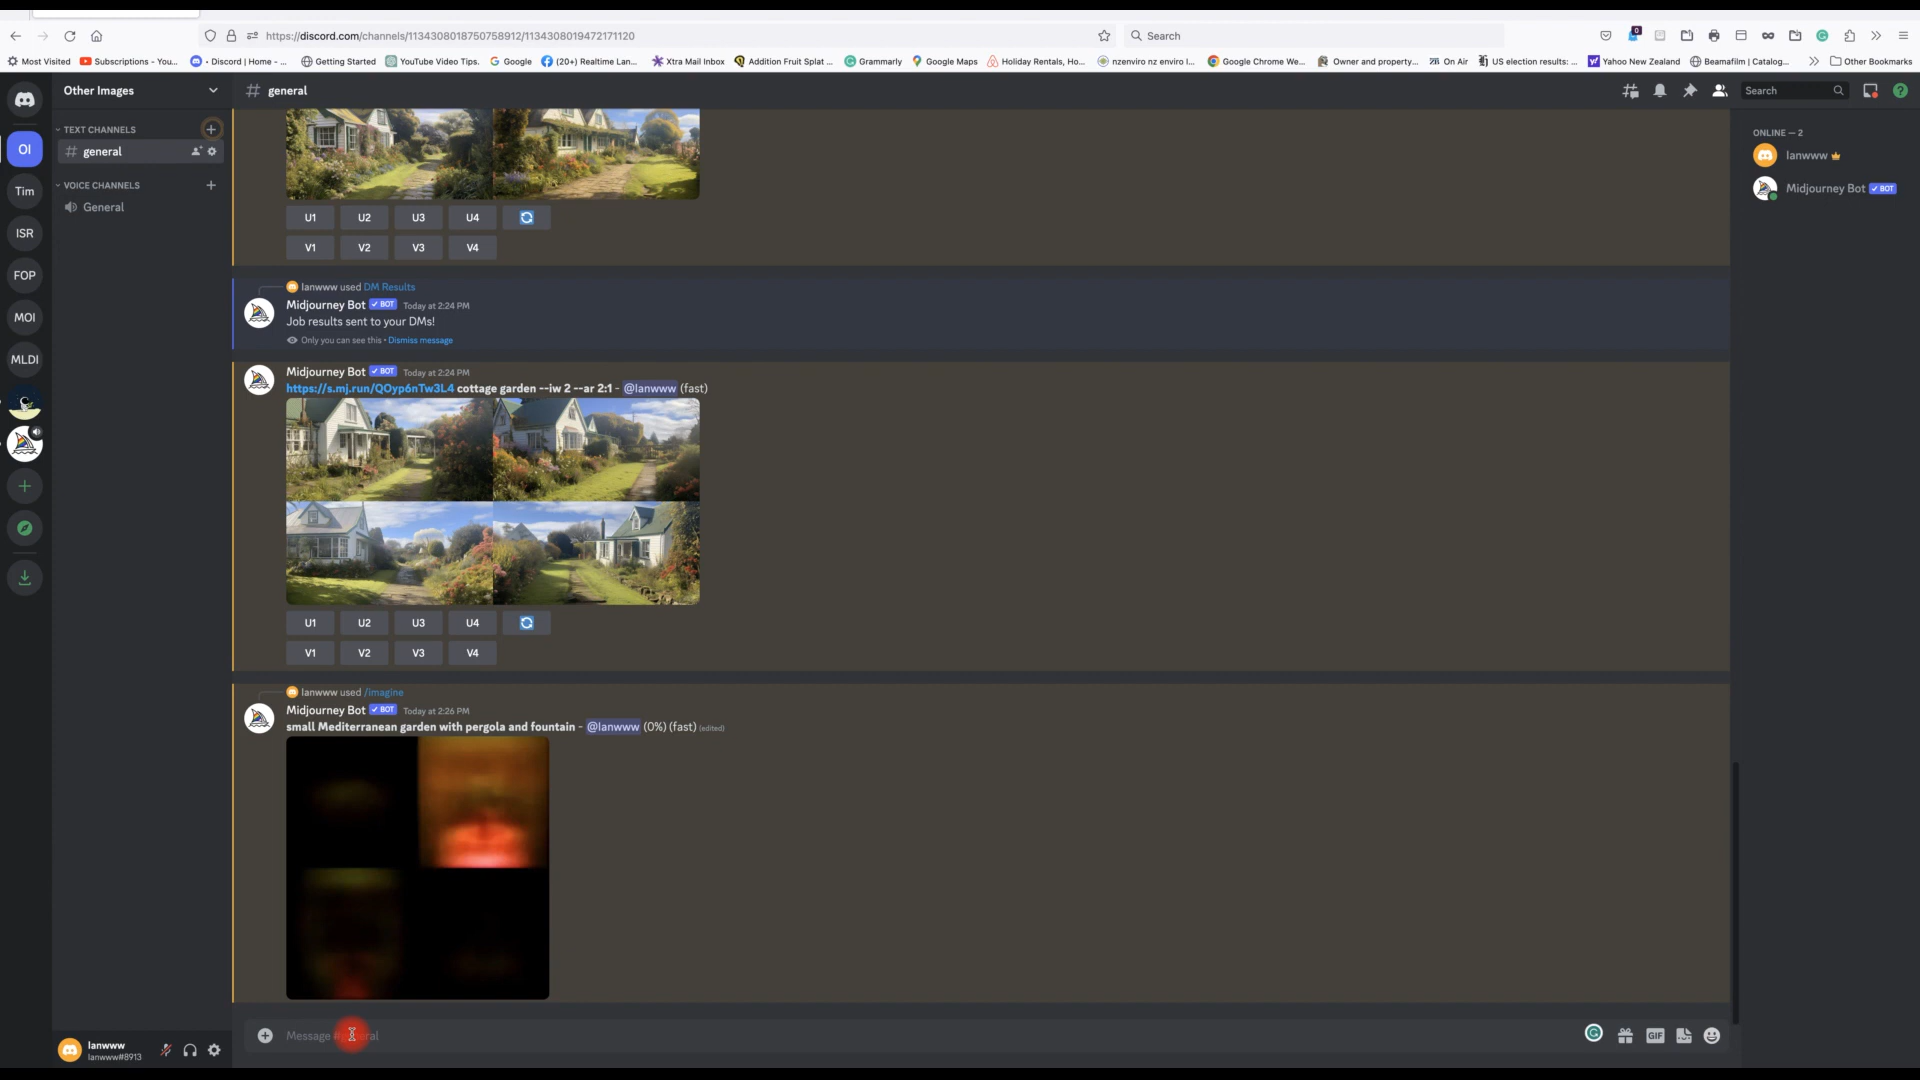 https://discord.com/channels/1134308018750758912/1134308019472171120
Search
Most Visited
Subscriptions - You...
• Discord | Home - ...
Getting Started
YouTube Video Tips.
Google
(20+) Realtime Lan...
Xtra Mail Inbox
Addition Fruit Splat ...
Grammarly
Google Maps
Holiday Rentals, Ho...
nzenviro nz enviro l...
Google Chrome We...
Owner and property...
On Air
US election results: ...
Yahoo New Zealand
Beamafilm | Catalog...
Other Bookmarks
Other Images
general
Search
TEXT CHANNELS
general
VOICE CHANNELS
General
OI
Tim
ISR
FOP
MOI
MLDI
U1 U2 U3 U4
V1 V2 V3 V4
Ianwww used DM Results
Midjourney Bot BOT Today at 2:24 PM
Job results sent to your DMs!
Only you can see this • Dismiss message
Midjourney Bot BOT Today at 2:24 PM
https://s.mj.run/QOyp6nTw3L4 cottage garden --iw 2 --ar 2:1 - @Ianwww (fast)
U1 U2 U3 U4
V1 V2 V3 V4
Ianwww used /imagine
Midjourney Bot BOT Today at 2:26 PM
small Mediterranean garden with pergola and fountain - @Ianwww (0%) (fast) (edited)
Message
GIF
Ianwww
Ianwww#8913
ONLINE — 2
Ianwww
Midjourney Bot BOT